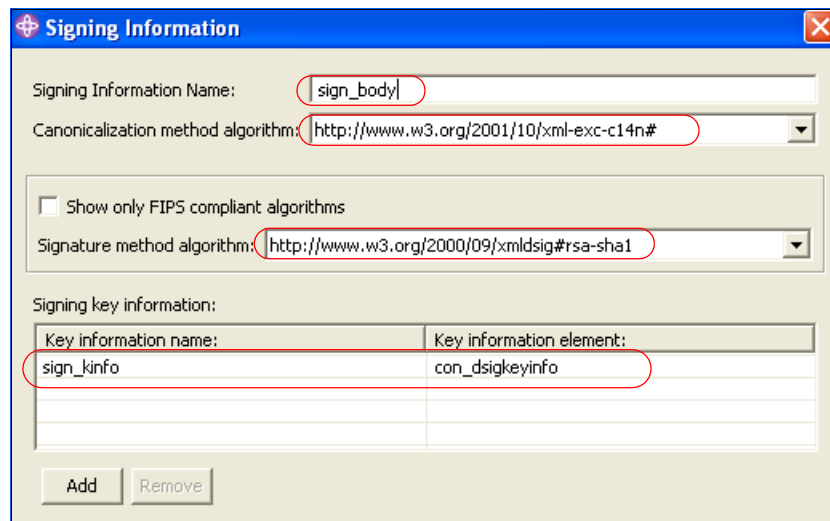 Signing Information
Signing Information Name: sign_body
Canonicalization method algorithm: http://www.w3.org/2001/10/xml-exc-c14n#
Show only FIPS compliant algorithms
Signature method algorithm: http://www.w3.org/2000/09/xmldsig#rsa-sha1
Signing key information:
Key information name: Key information element:
sign_kinfo con_dsigkeyinfo
Add Remove